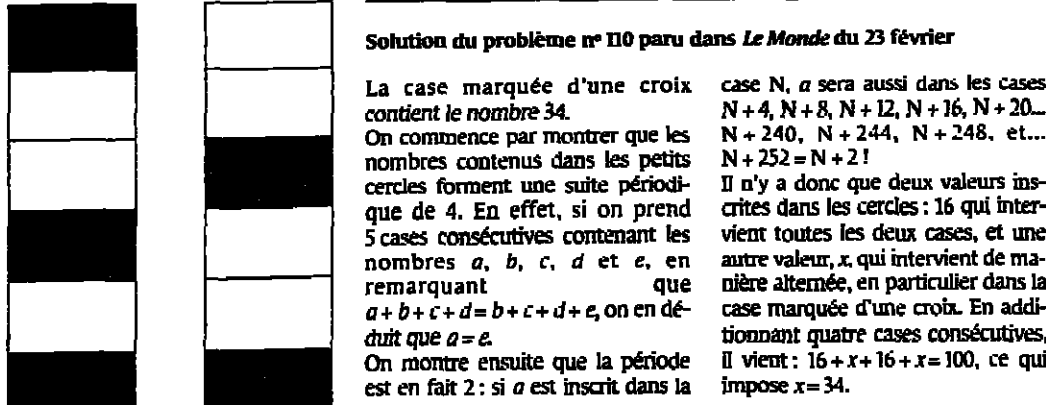 Solution du problème nº 110 paru dans Le Monde du 23 février
La case marquée d'une croix
contient le nombre 34.
On commence par montrer que les
nombres contenus dans les petits
cercles forment une suite périodi-
que de 4. En effet, si on prend
5 cases consécutives contenant les
nombres a, b, c, d et e, en
remarquant que
a + b + c + d = b + c + d + e, on en dé-
duit que a = e.
On montre ensuite que la période
est en fait 2 : si a est inscrit dans la
case N, a sera aussi dans les cases
N + 4, N + 8, N + 12, N + 16, N + 20...
N + 240, N + 244, N + 248, et...
N + 252 = N + 2 !
Il n'y a donc que deux valeurs ins-
crites dans les cercles : 16 qui inter-
vient toutes les deux cases, et une
autre valeur, x, qui intervient de ma-
nière alternée, en particulier dans la
case marquée d'une croix. En addi-
tionnant quatre cases consécutives,
il vient : 16 + x + 16 + x = 100, ce qui
impose x = 34.